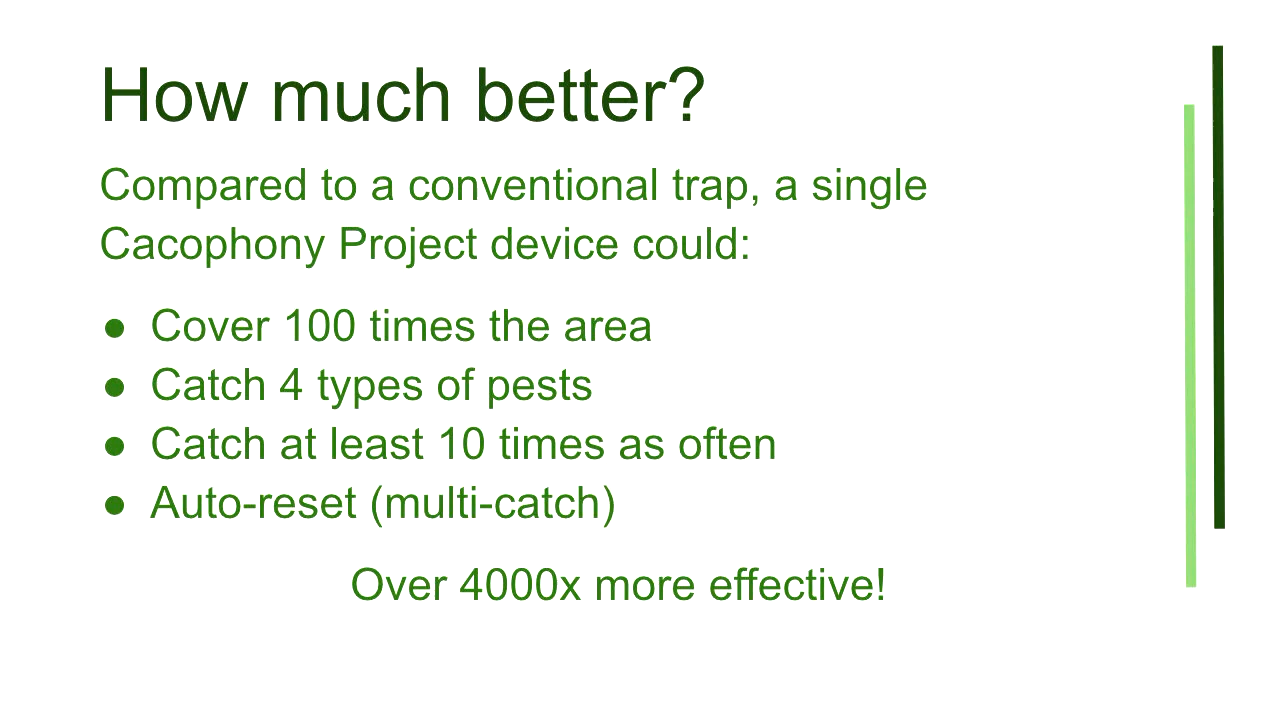 How much better?
Compared to a conventional trap, a single
Cacophony Project device could:
● Cover 100 times the area
● Catch 4 types of pests
● Catch at least 10 times as often
● Auto-reset (multi-catch)
Over 4000x more effective!